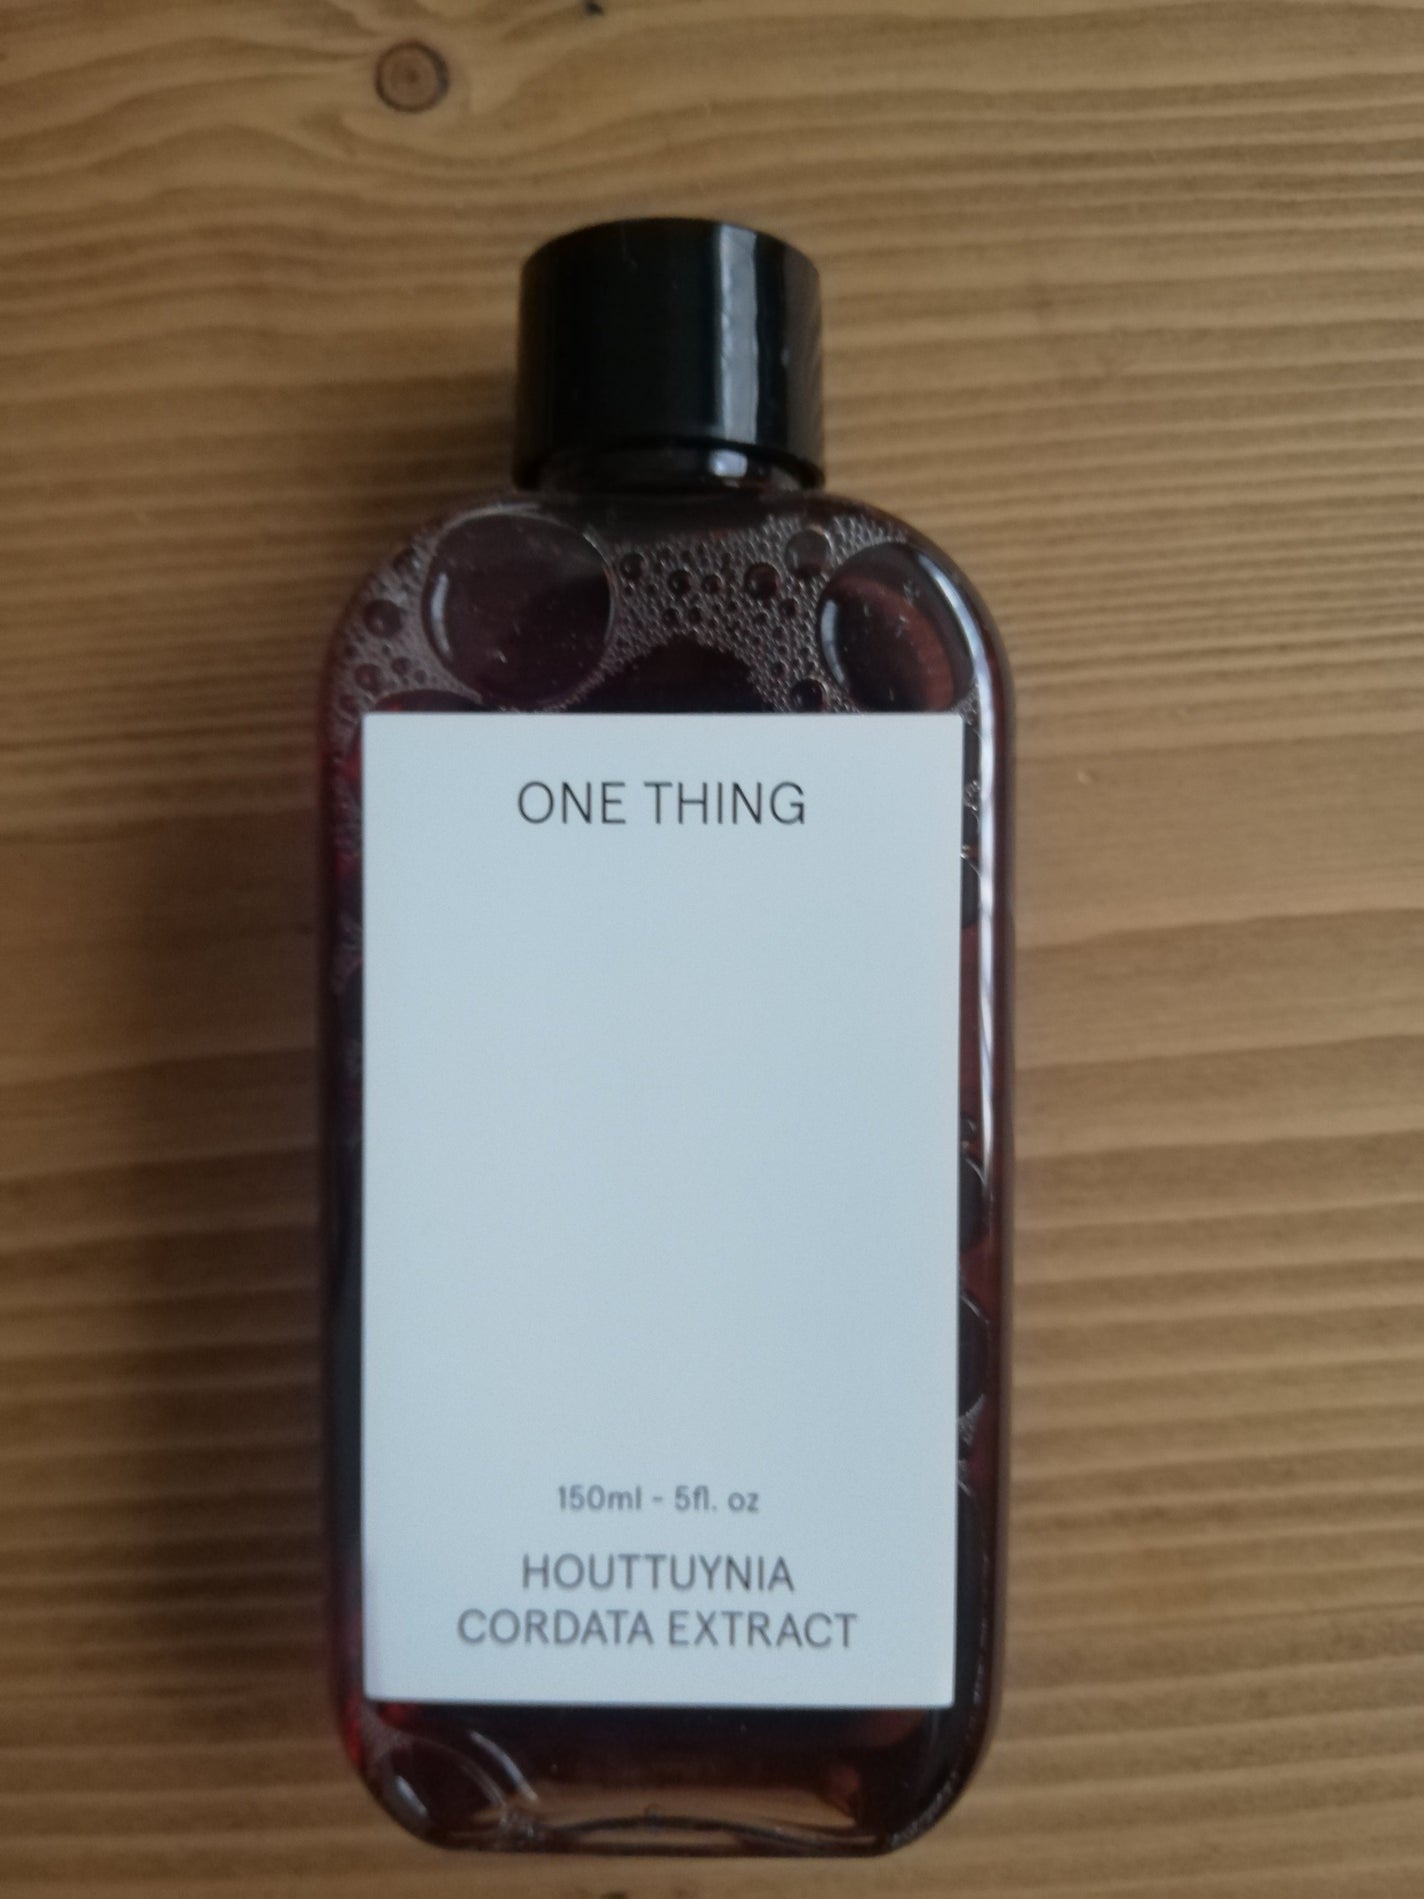 ONE THING
150ml - 5fl. oz
HOUTTUYNIA
CORDATA EXTRACT